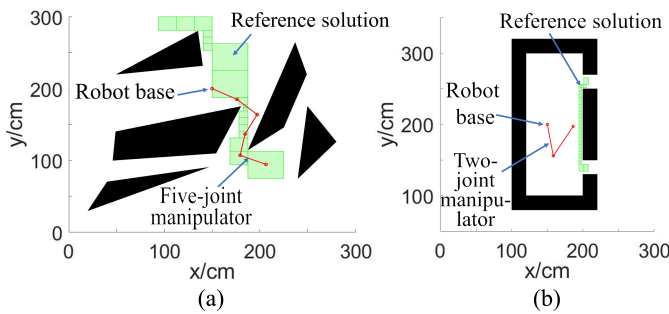 Reference solution
Robot base
Five-joint
manipulator
300
200
100
0
0
100
200
300
y/cm
x/cm
(a)
Reference solution
Robot
base
Two-
joint
manipu-
lator
300
200
100
0
100
200
300
y/cm
x/cm
(b)